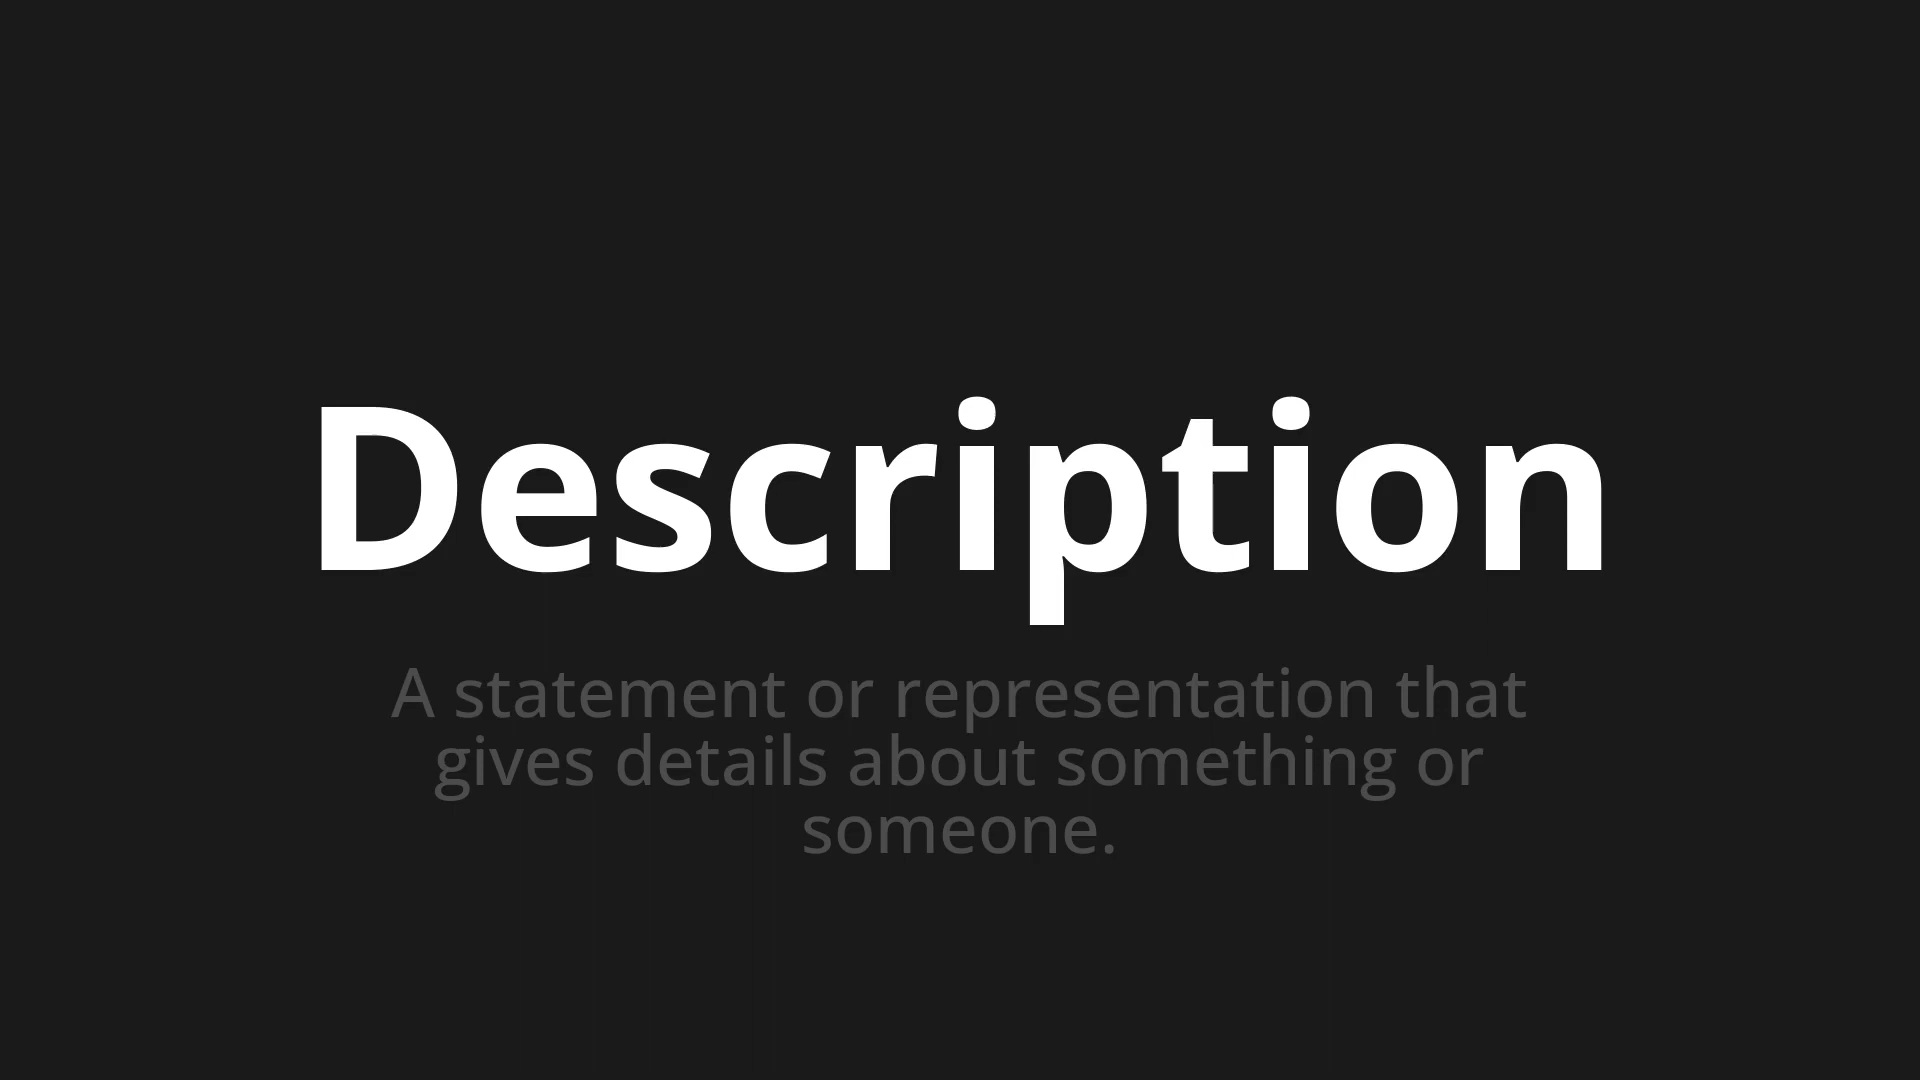 Description
A statement or representation that
gives details about something or
someone.